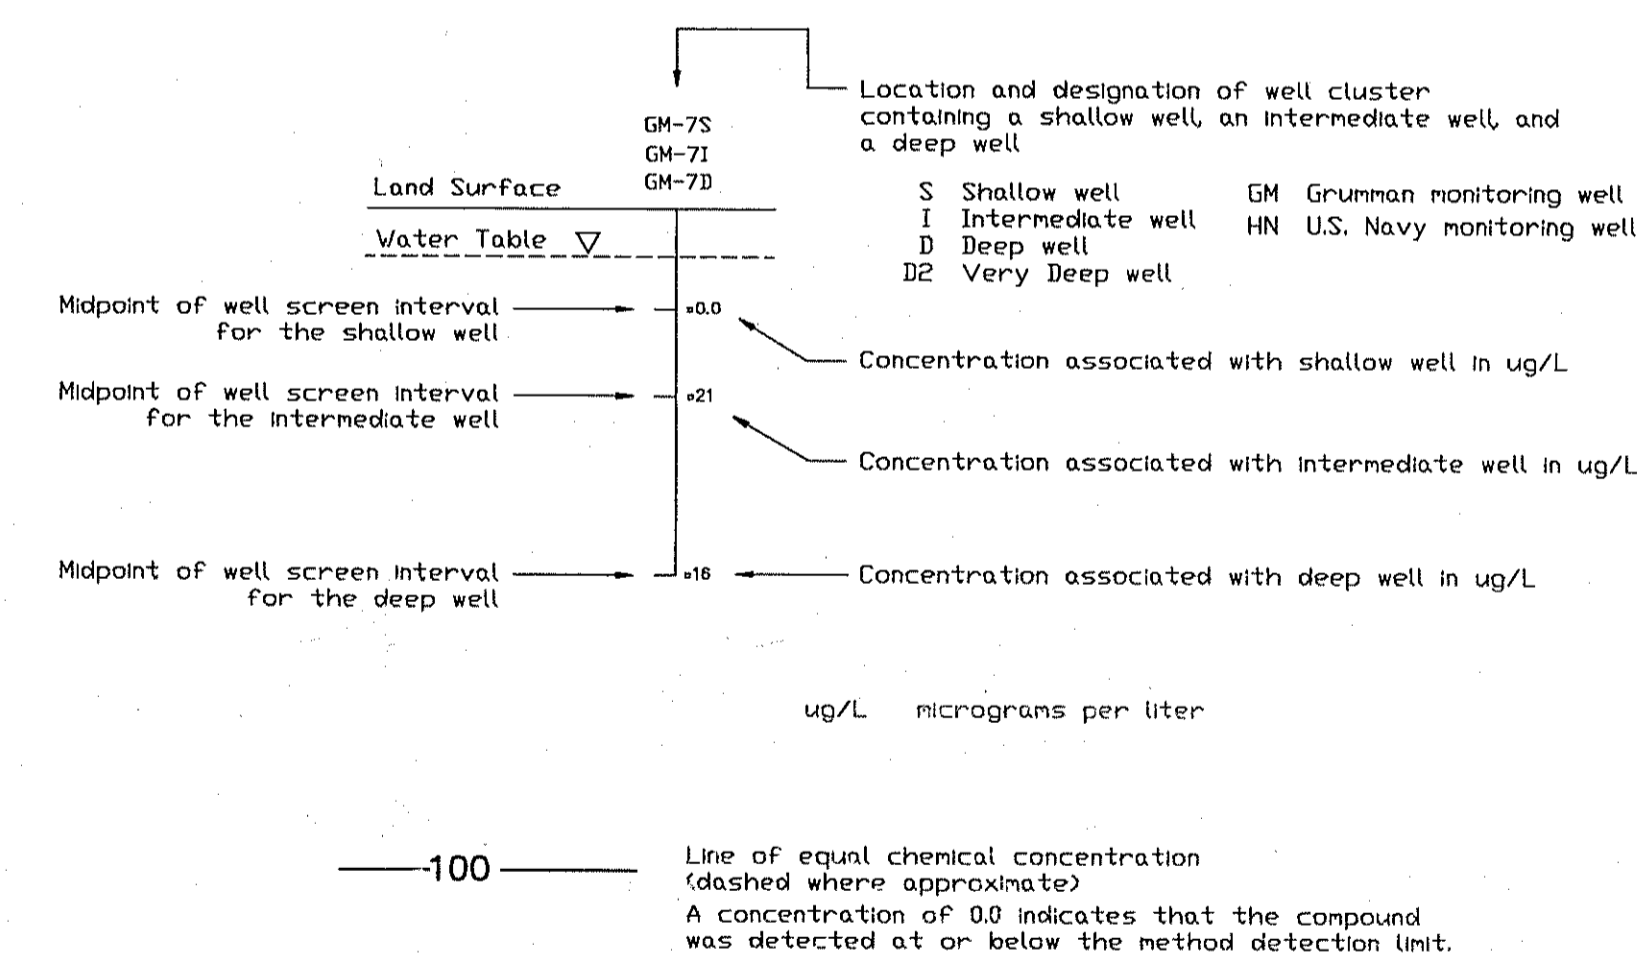 Location and designation of well cluster
containing a shallow well, an intermediate well, and
a deep well
GM-7S
GM-7I
GM-7D
Land Surface
Water Table
S Shallow well
I Intermediate well
D Deep well
D2 Very Deep well
GM Grumman monitoring well
HN U.S. Navy monitoring well
Midpoint of well screen interval
for the shallow well
0.0
Concentration associated with shallow well in ug/L
Midpoint of well screen interval
for the intermediate well
21
Concentration associated with intermediate well in ug/L
Midpoint of well screen interval
for the deep well
16
Concentration associated with deep well in ug/L
ug/L micrograms per liter
100
Line of equal chemical concentration
(dashed where approximate)
A concentration of 0.0 indicates that the compound
was detected at or below the method detection limit.